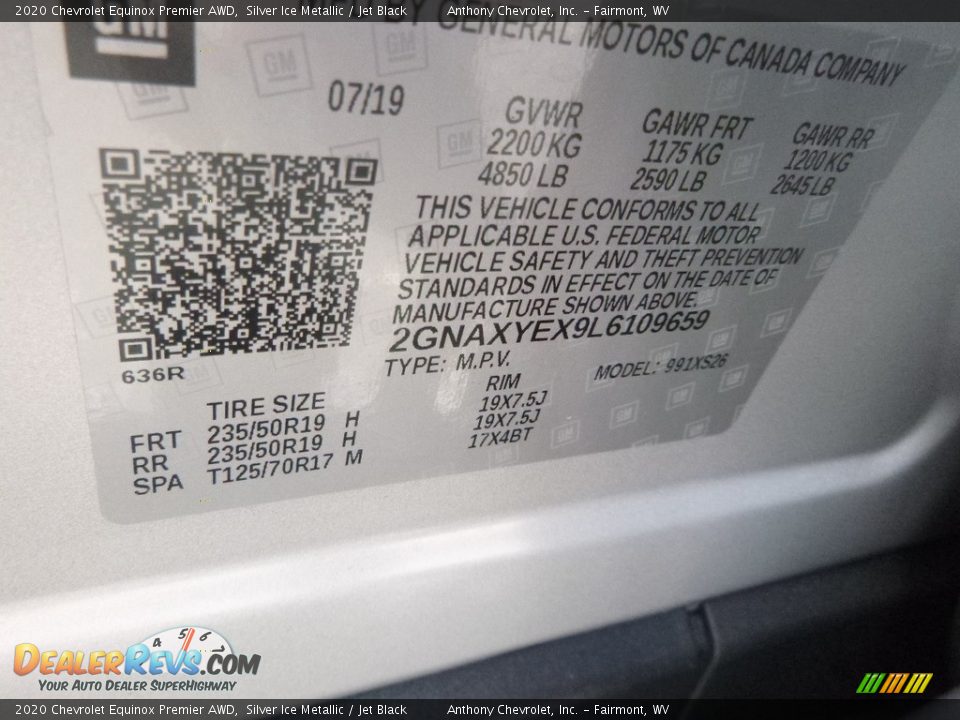 2020 Chevrolet Equinox Premier AWD, Silver Ice Metallic / Jet Black Anthony Chevrolet, Inc. - Fairmont, WV
GM
BY GENERAL MOTORS OF CANADA COMPANY
07/19
GVWR GAWR FRT GAWR RR
2200 KG 1175 KG 1200 KG
4850 LB 2590 LB 2645 LB
THIS VEHICLE CONFORMS TO ALL
APPLICABLE U.S. FEDERAL MOTOR
VEHICLE SAFETY AND THEFT PREVENTION
STANDARDS IN EFFECT ON THE DATE OF
MANUFACTURE SHOWN ABOVE.
2GNAXYEX9L6109659
TYPE: M.P.V. MODEL: 991XS26
636R
TIRE SIZE RIM
FRT 235/50R19 H 19X7.5J
RR 235/50R19 H 19X7.5J
SPA T125/70R17 M 17X4BT
4 5 6
DEALERREVS.COM
YOUR AUTO DEALER SUPERHIGHWAY
2020 Chevrolet Equinox Premier AWD, Silver Ice Metallic / Jet Black Anthony Chevrolet, Inc. - Fairmont, WV